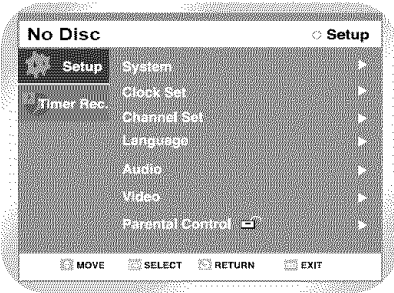 No Disc
Setup
Setup
System
Clock Set
Timer Rec.
Channel Set
Language
Audio
Video
Parental Control
MOVE SELECT RETURN EXIT